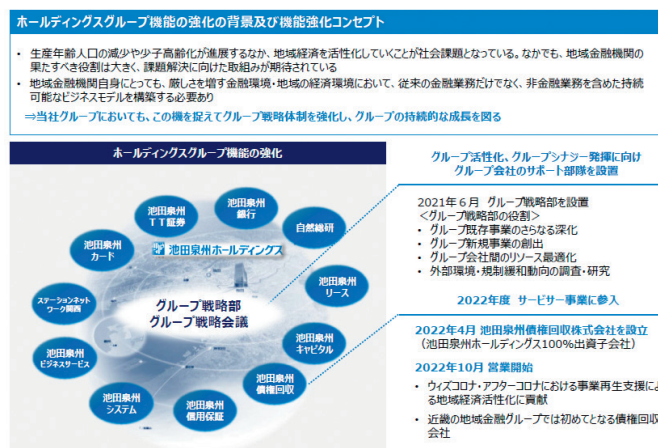 ホールディングスグループ機能の強化の背景及び機能強化コンセプト
・ 生産年齢人口の減少や少子高齢化が進展するなか、地域経済を活性化していくことが社会課題となっている。なかでも、地域金融機関の
果たすべき役割は大きく、課題解決に向けた取組みが期待されている
・ 地域金融機関自身にとっても、厳しさを増す金融環境・地域の経済環境において、従来の金融業務だけでなく、非金融業務を含めた持続
可能なビジネスモデルを構築する必要あり
⇒当社グループにおいても、この機を捉えてグループ戦略体制を強化し、グループの持続的な成長を図る
ホールディングスグループ機能の強化
池田泉州
銀行
池田泉州
TT証券
自然総研
池田泉州
カード
池田泉州ホールディングス
池田泉州
リース
ステーションネット
ワーク関西
グループ戦略部
グループ戦略会議
池田泉州
キャピタル
池田泉州
ビジネスサービス
池田泉州
債権回収
池田泉州
システム
池田泉州
信用保証
グループ活性化、グループシナジー発揮に向け
グループ会社のサポート部隊を設置
2021年6月 グループ戦略部を設置
<グループ戦略部の役割>
・ グループ既存事業のさらなる深化
・ グループ新規事業の創出
・ グループ会社間のリソース最適化
・ 外部環境・規制緩和動向の調査・研究
2022年度 サービサー事業に参入
2022年4月 池田泉州債権回収株式会社を設立
(池田泉州ホールディングス100%出資子会社)
2022年10月 営業開始
・ ウィズコロナ・アフターコロナにおける事業再生支援によ
る地域経済活性化に貢献
・ 近畿の地域金融グループでは初めてとなる債権回収
会社